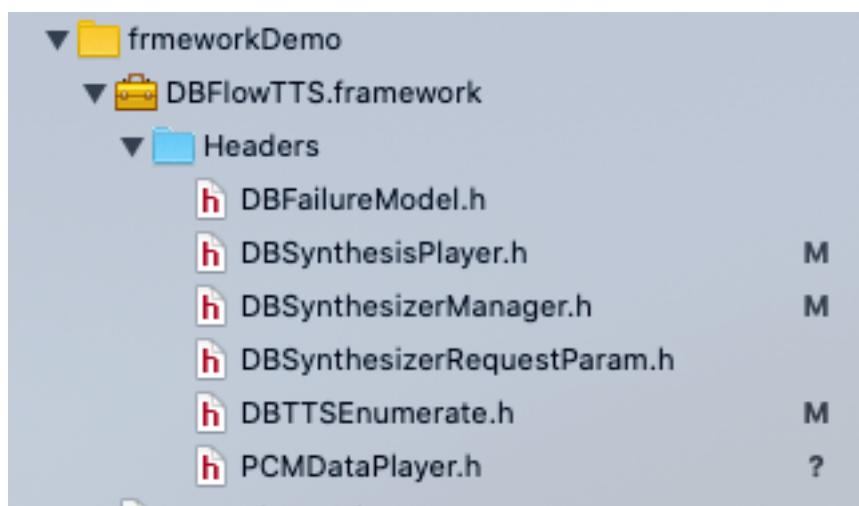 frmeworkDemo
DBFlowTTS.framework
Headers
h DBFailureModel.h
h DBSynthesisPlayer.h M
h DBSynthesizerManager.h M
h DBSynthesizerRequestParam.h
h DBTTSEnumerate.h M
h PCMDataPlayer.h ?